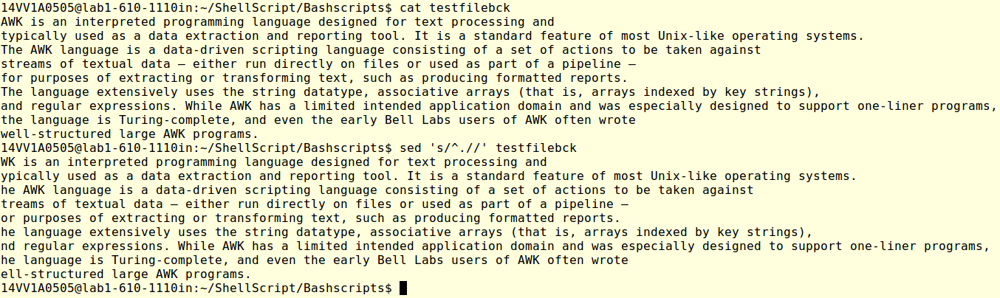 14VV1A0505@lab1-610-1110in:~/ShellScript/Bashscripts$ cat testfilebck
AWK is an interpreted programming language designed for text processing and
typically used as a data extraction and reporting tool. It is a standard feature of most Unix-like operating systems.
The AWK language is a data-driven scripting language consisting of a set of actions to be taken against
streams of textual data – either run directly on files or used as part of a pipeline –
for purposes of extracting or transforming text, such as producing formatted reports.
The language extensively uses the string datatype, associative arrays (that is, arrays indexed by key strings),
and regular expressions. While AWK has a limited intended application domain and was especially designed to support one-liner programs,
the language is Turing-complete, and even the early Bell Labs users of AWK often wrote
well-structured large AWK programs.
14VV1A0505@lab1-610-1110in:~/ShellScript/Bashscripts$ sed 's/^.//' testfilebck
WK is an interpreted programming language designed for text processing and
ypically used as a data extraction and reporting tool. It is a standard feature of most Unix-like operating systems.
he AWK language is a data-driven scripting language consisting of a set of actions to be taken against
treams of textual data – either run directly on files or used as part of a pipeline –
or purposes of extracting or transforming text, such as producing formatted reports.
he language extensively uses the string datatype, associative arrays (that is, arrays indexed by key strings),
nd regular expressions. While AWK has a limited intended application domain and was especially designed to support one-liner programs,
he language is Turing-complete, and even the early Bell Labs users of AWK often wrote
ell-structured large AWK programs.
14VV1A0505@lab1-610-1110in:~/ShellScript/Bashscripts$